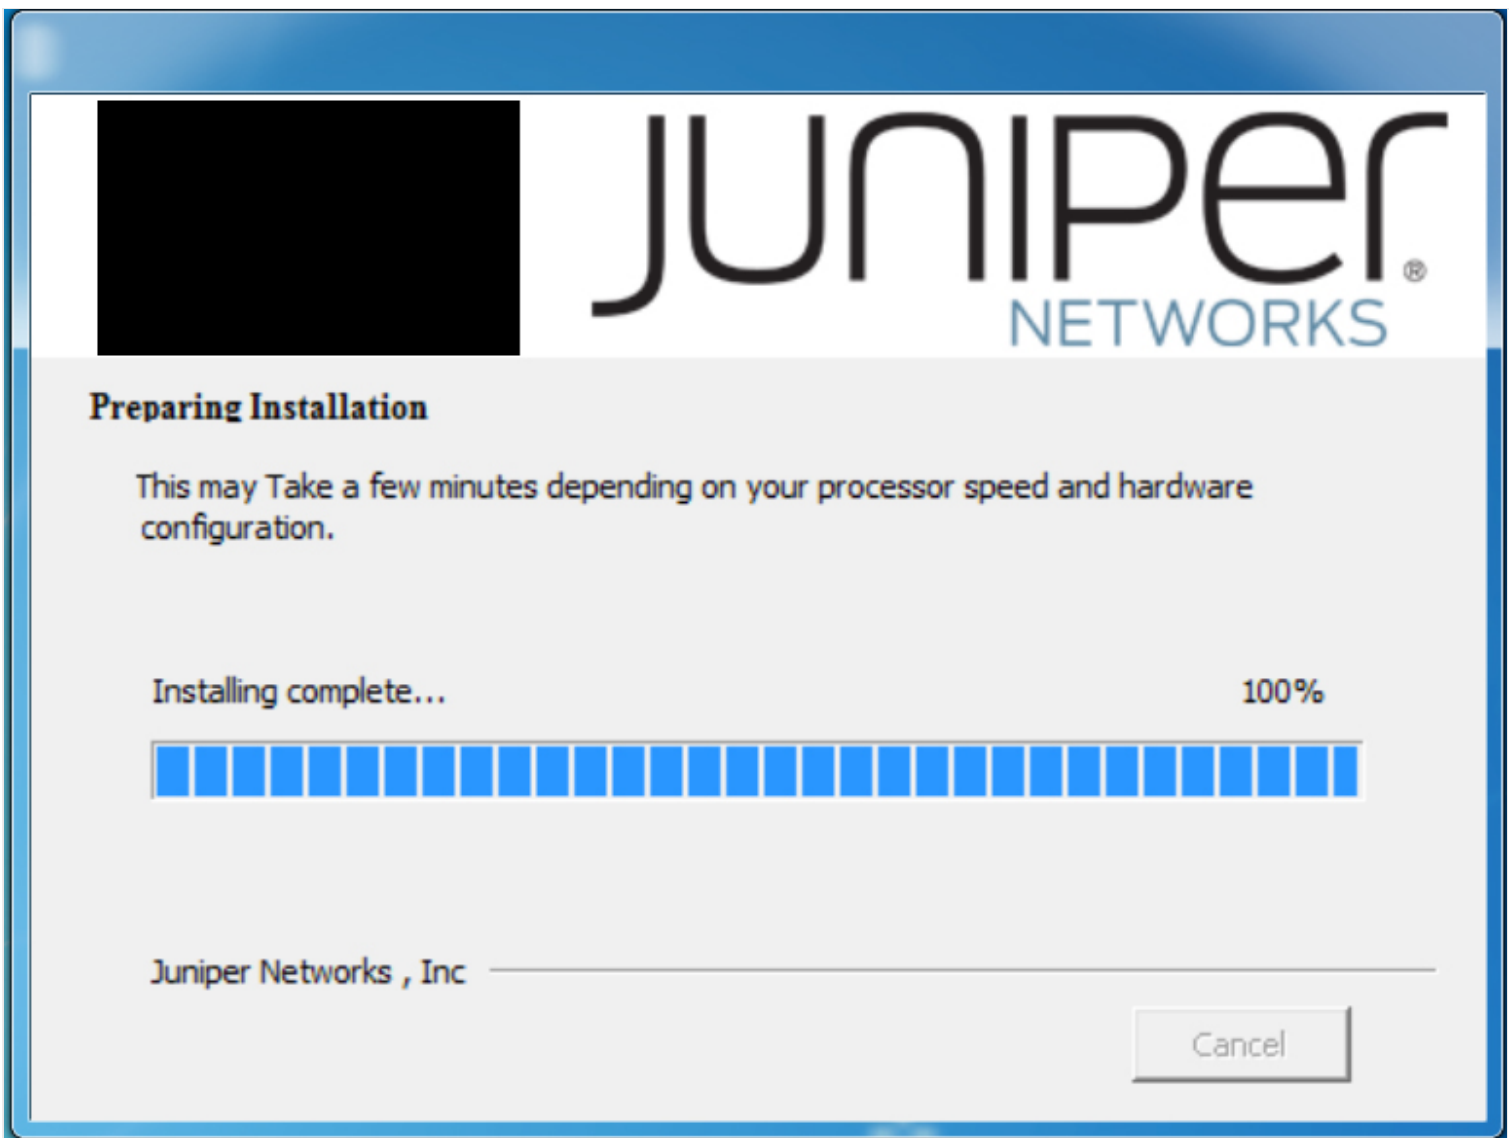 JUNIPER
NETWORKS
Preparing Installation
This may Take a few minutes depending on your processor speed and hardware
configuration.
Installing complete... 100%
Juniper Networks , Inc
Cancel